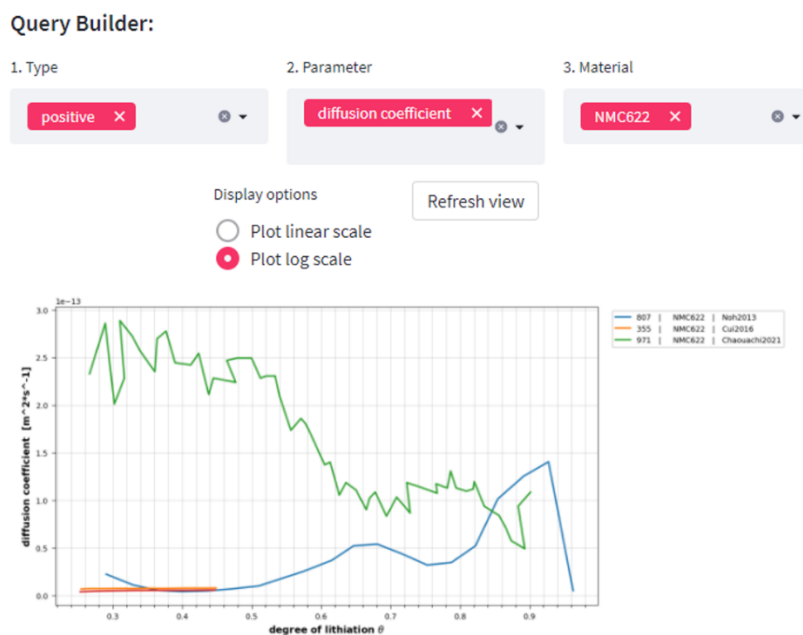 Query Builder:
1. Type
2. Parameter
3. Material
positive ×
diffusion coefficient ×
NMC622 ×
Display options
Refresh view
Plot linear scale
Plot log scale
1e−13
3.0
2.5
2.0
1.5
1.0
0.5
0.0
diffusion coefficient [m^2*s^-1]
0.3 0.4 0.5 0.6 0.7 0.8 0.9
degree of lithiation θ
807 | NMC622 | Noh2013
355 | NMC622 | Cui2016
971 | NMC622 | Chaouachi2021